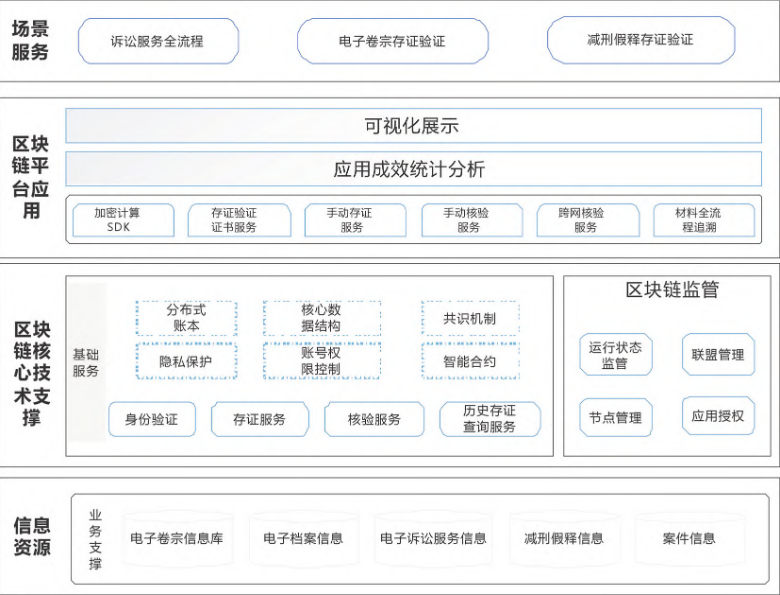 场景
服务
诉讼服务全流程
电子卷宗存证验证
减刑假释存证验证
区块
链平
台应
用
可视化展示
应用成效统计分析
加密计算
SDK
存证验证
证书服务
手动存证
服务
手动核验
服务
跨网核验
服务
材料全流
程追溯
区块
链核
心技
术支
撑
基础
服务
分布式
账本
核心数
据结构
共识机制
隐私保护
账号权
限控制
智能合约
身份验证
存证服务
核验服务
历史存证
查询服务
区块链监管
运行状态
监管
联盟管理
节点管理
应用授权
信息
资源
业
务
支
撑
电子卷宗信息库
电子档案信息
电子诉讼服务信息
减刑假释信息
案件信息